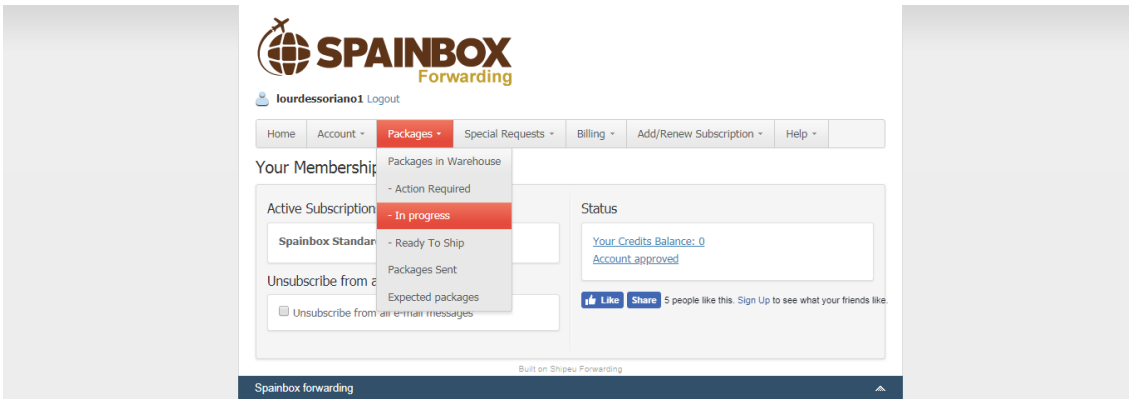 SPAINBOX
Forwarding
lourdessoriano1 Logout
Home Account Packages Special Requests Billing Add/Renew Subscription Help
Your Membership
Packages in Warehouse
- Action Required
- In progress
- Ready To Ship
Packages Sent
Expected packages
Active Subscription
Spainbox Standar
Unsubscribe from a
Unsubscribe from all e-mail messages
Status
Your Credits Balance: 0
Account approved
Like Share 5 people like this. Sign Up to see what your friends like.
Built on Shipeu Forwarding
Spainbox forwarding